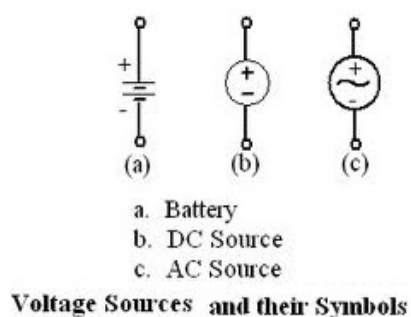 + + +
- − -
(a) (b) (c)
a. Battery
b. DC Source
c. AC Source
Voltage Sources and their Symbols